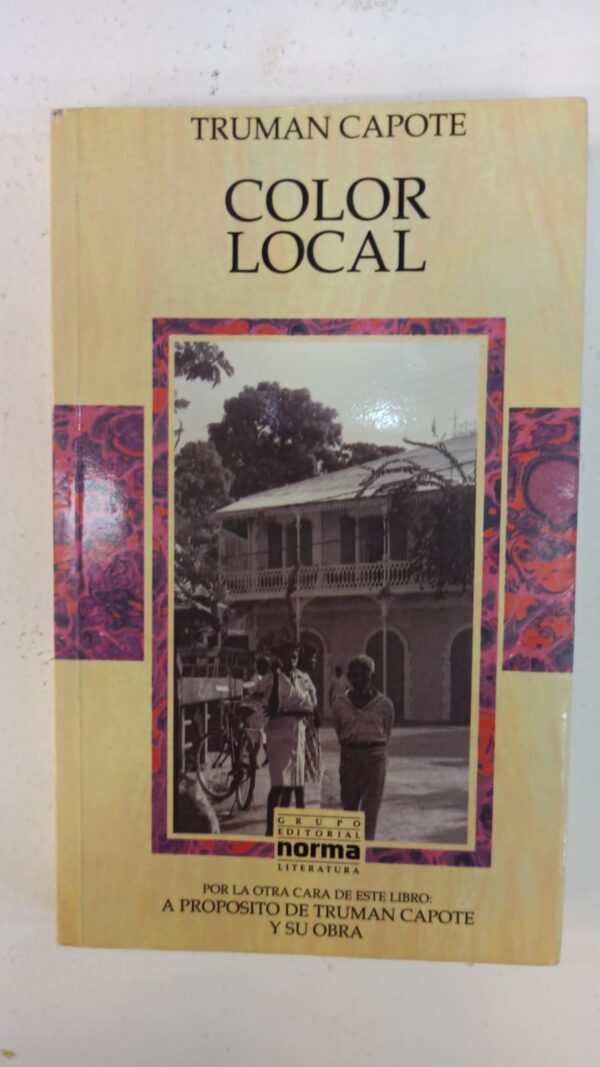 TRUMAN CAPOTE
COLOR
LOCAL
GRUPO
EDITORIAL
norma
LITERATURA
POR LA OTRA CARA DE ESTE LIBRO:
A PROPOSITO DE TRUMAN CAPOTE
Y SU OBRA